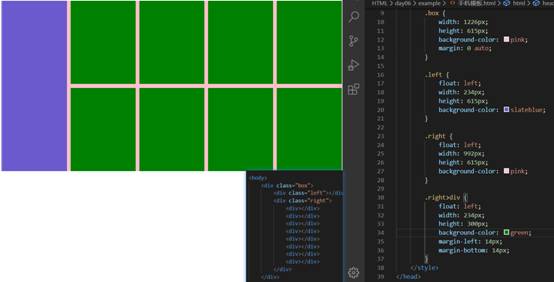 HTML > day06 > example > 手机模板.html > html > head
9 .box {
10 width: 1226px;
11 height: 615px;
12 background-color: pink;
13 margin: 0 auto;
14 }
15
16 .left {
17 float: left;
18 width: 234px;
19 height: 615px;
20 background-color: slateblue;
21 }
22
23 .right {
24 float: left;
25 width: 992px;
26 height: 615px;
27 background-color: pink;
28 }
29
30 .right>div {
31 float: left;
32 width: 234px;
33 height: 300px;
34 background-color: green;
35 margin-left: 14px;
36 margin-bottom: 14px;
37 }
38 </style>
39 </head>
<body>
<div class="box">
<div class="left"></div>
<div class="right">
<div></div>
<div></div>
<div></div>
<div></div>
<div></div>
<div></div>
<div></div>
<div></div>
</div>
</div>